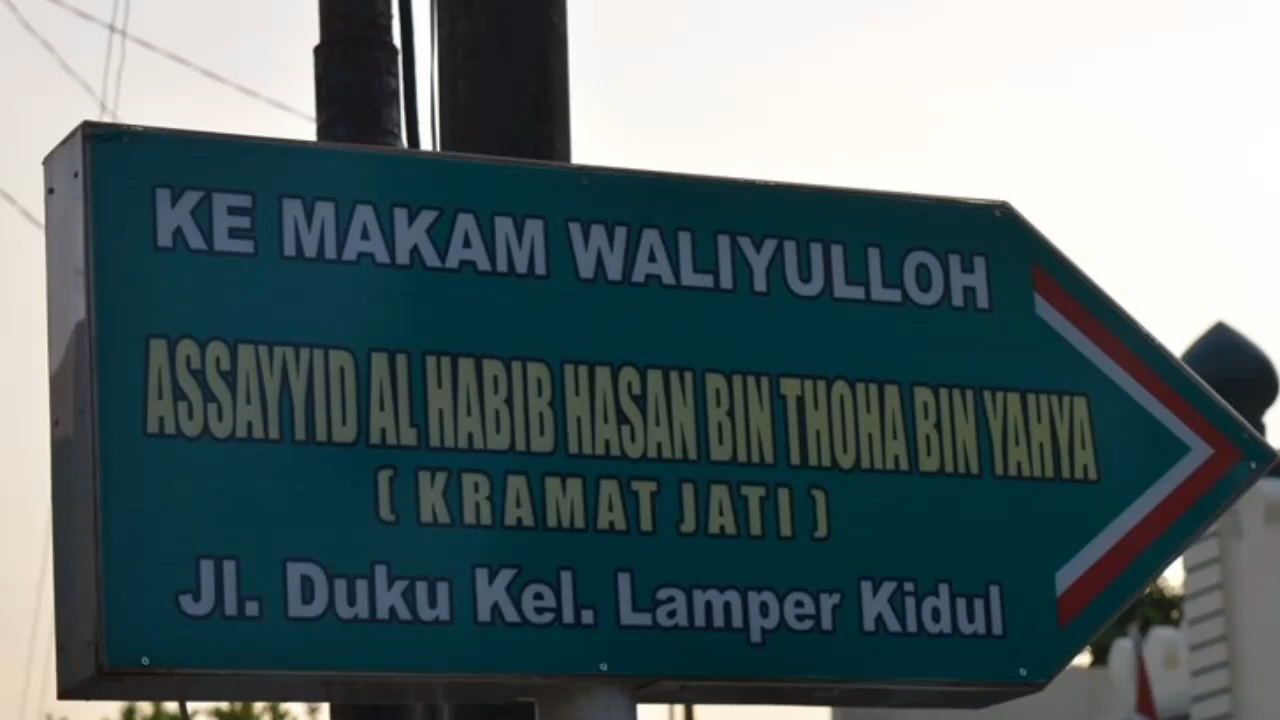 KE MAKAM WALIYULLOH
ASSAYYID AL HABIB HASAN BIN THOHA BIN YAHYA
( KRAMAT JATI )
Jl. Duku Kel. Lamper Kidul